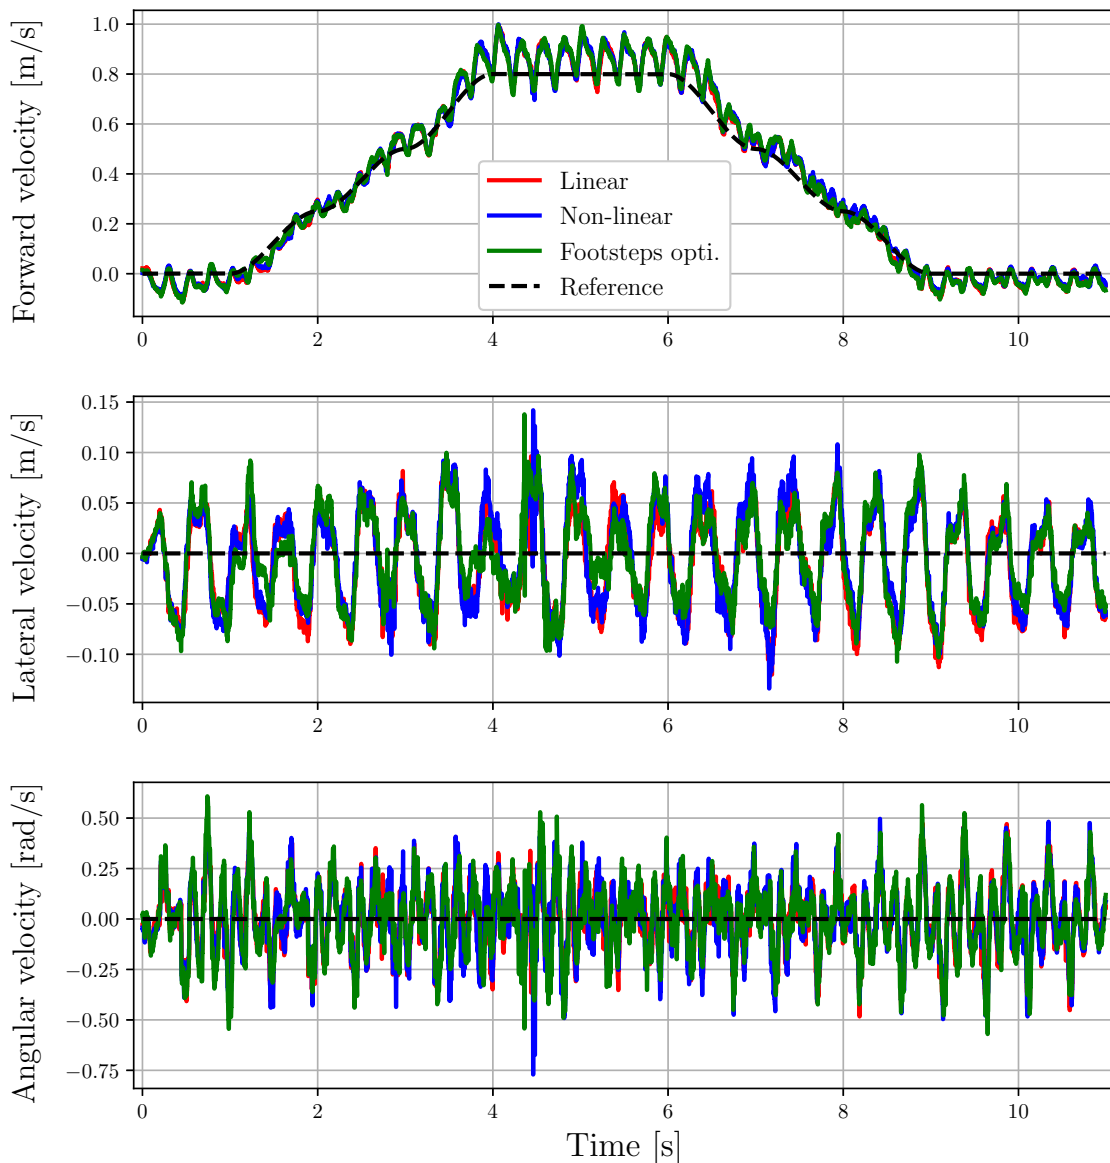 Forward velocity [m/s]
1.0
0.8
0.6
0.4
0.2
0.0
Linear
Non-linear
Footsteps opti.
Reference
0 2 4 6 8 10
Lateral velocity [m/s]
0.15
0.10
0.05
0.00
−0.05
−0.10
0 2 4 6 8 10
Angular velocity [rad/s]
0.50
0.25
0.00
−0.25
−0.50
−0.75
0 2 4 6 8 10
Time [s]